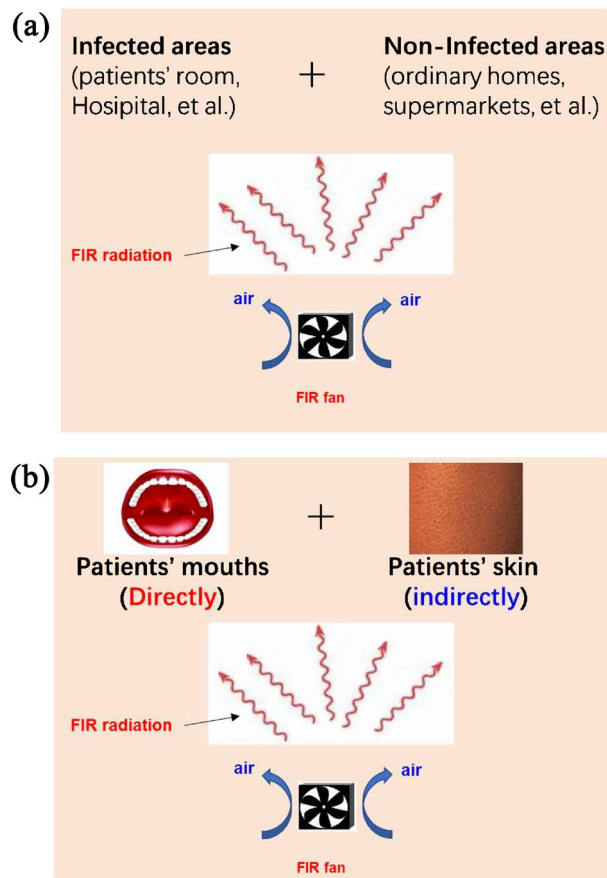 (a)
Infected areas
(patients' room,
Hosipital, et al.)
+
Non-Infected areas
(ordinary homes,
supermarkets, et al.)
FIR radiation
air
air
FIR fan
(b)
+
Patients' mouths
(Directly)
Patients' skin
(indirectly)
FIR radiation
air
air
FIR fan